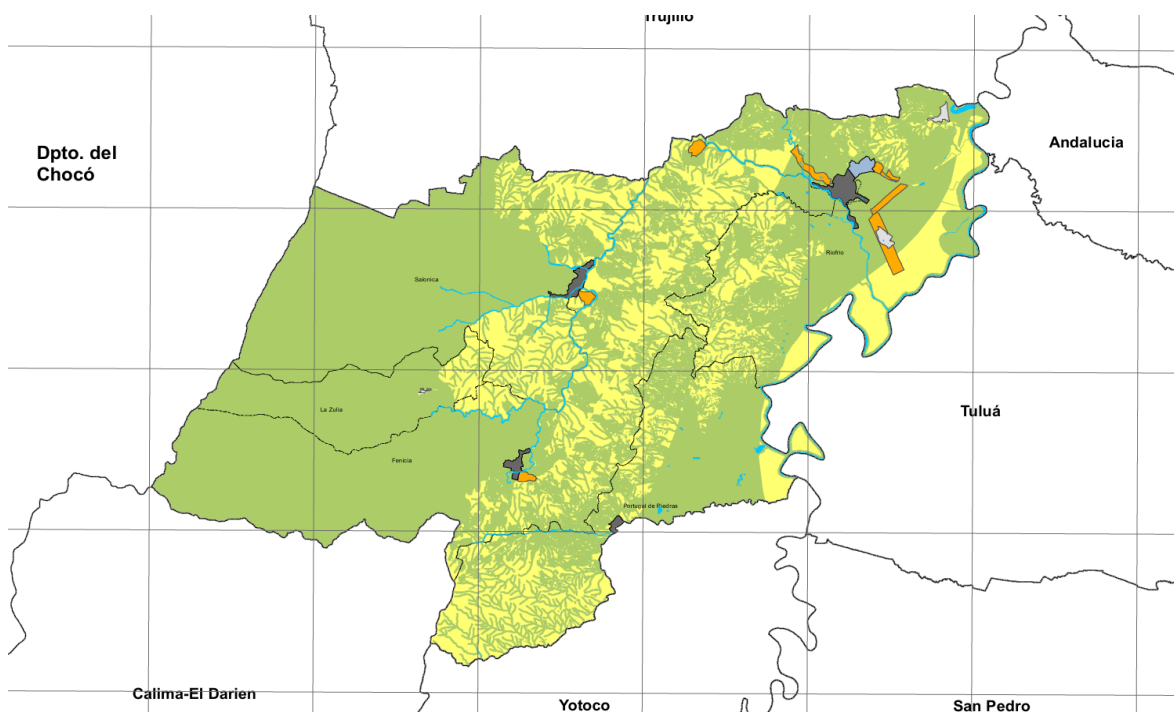 Trujillo
Dpto. del
Chocó
Andalucia
Riofrio
Salonica
La Zulia
Tuluá
Fenicia
Portugal de Piedras
Calima-El Darien
Yotoco
San Pedro